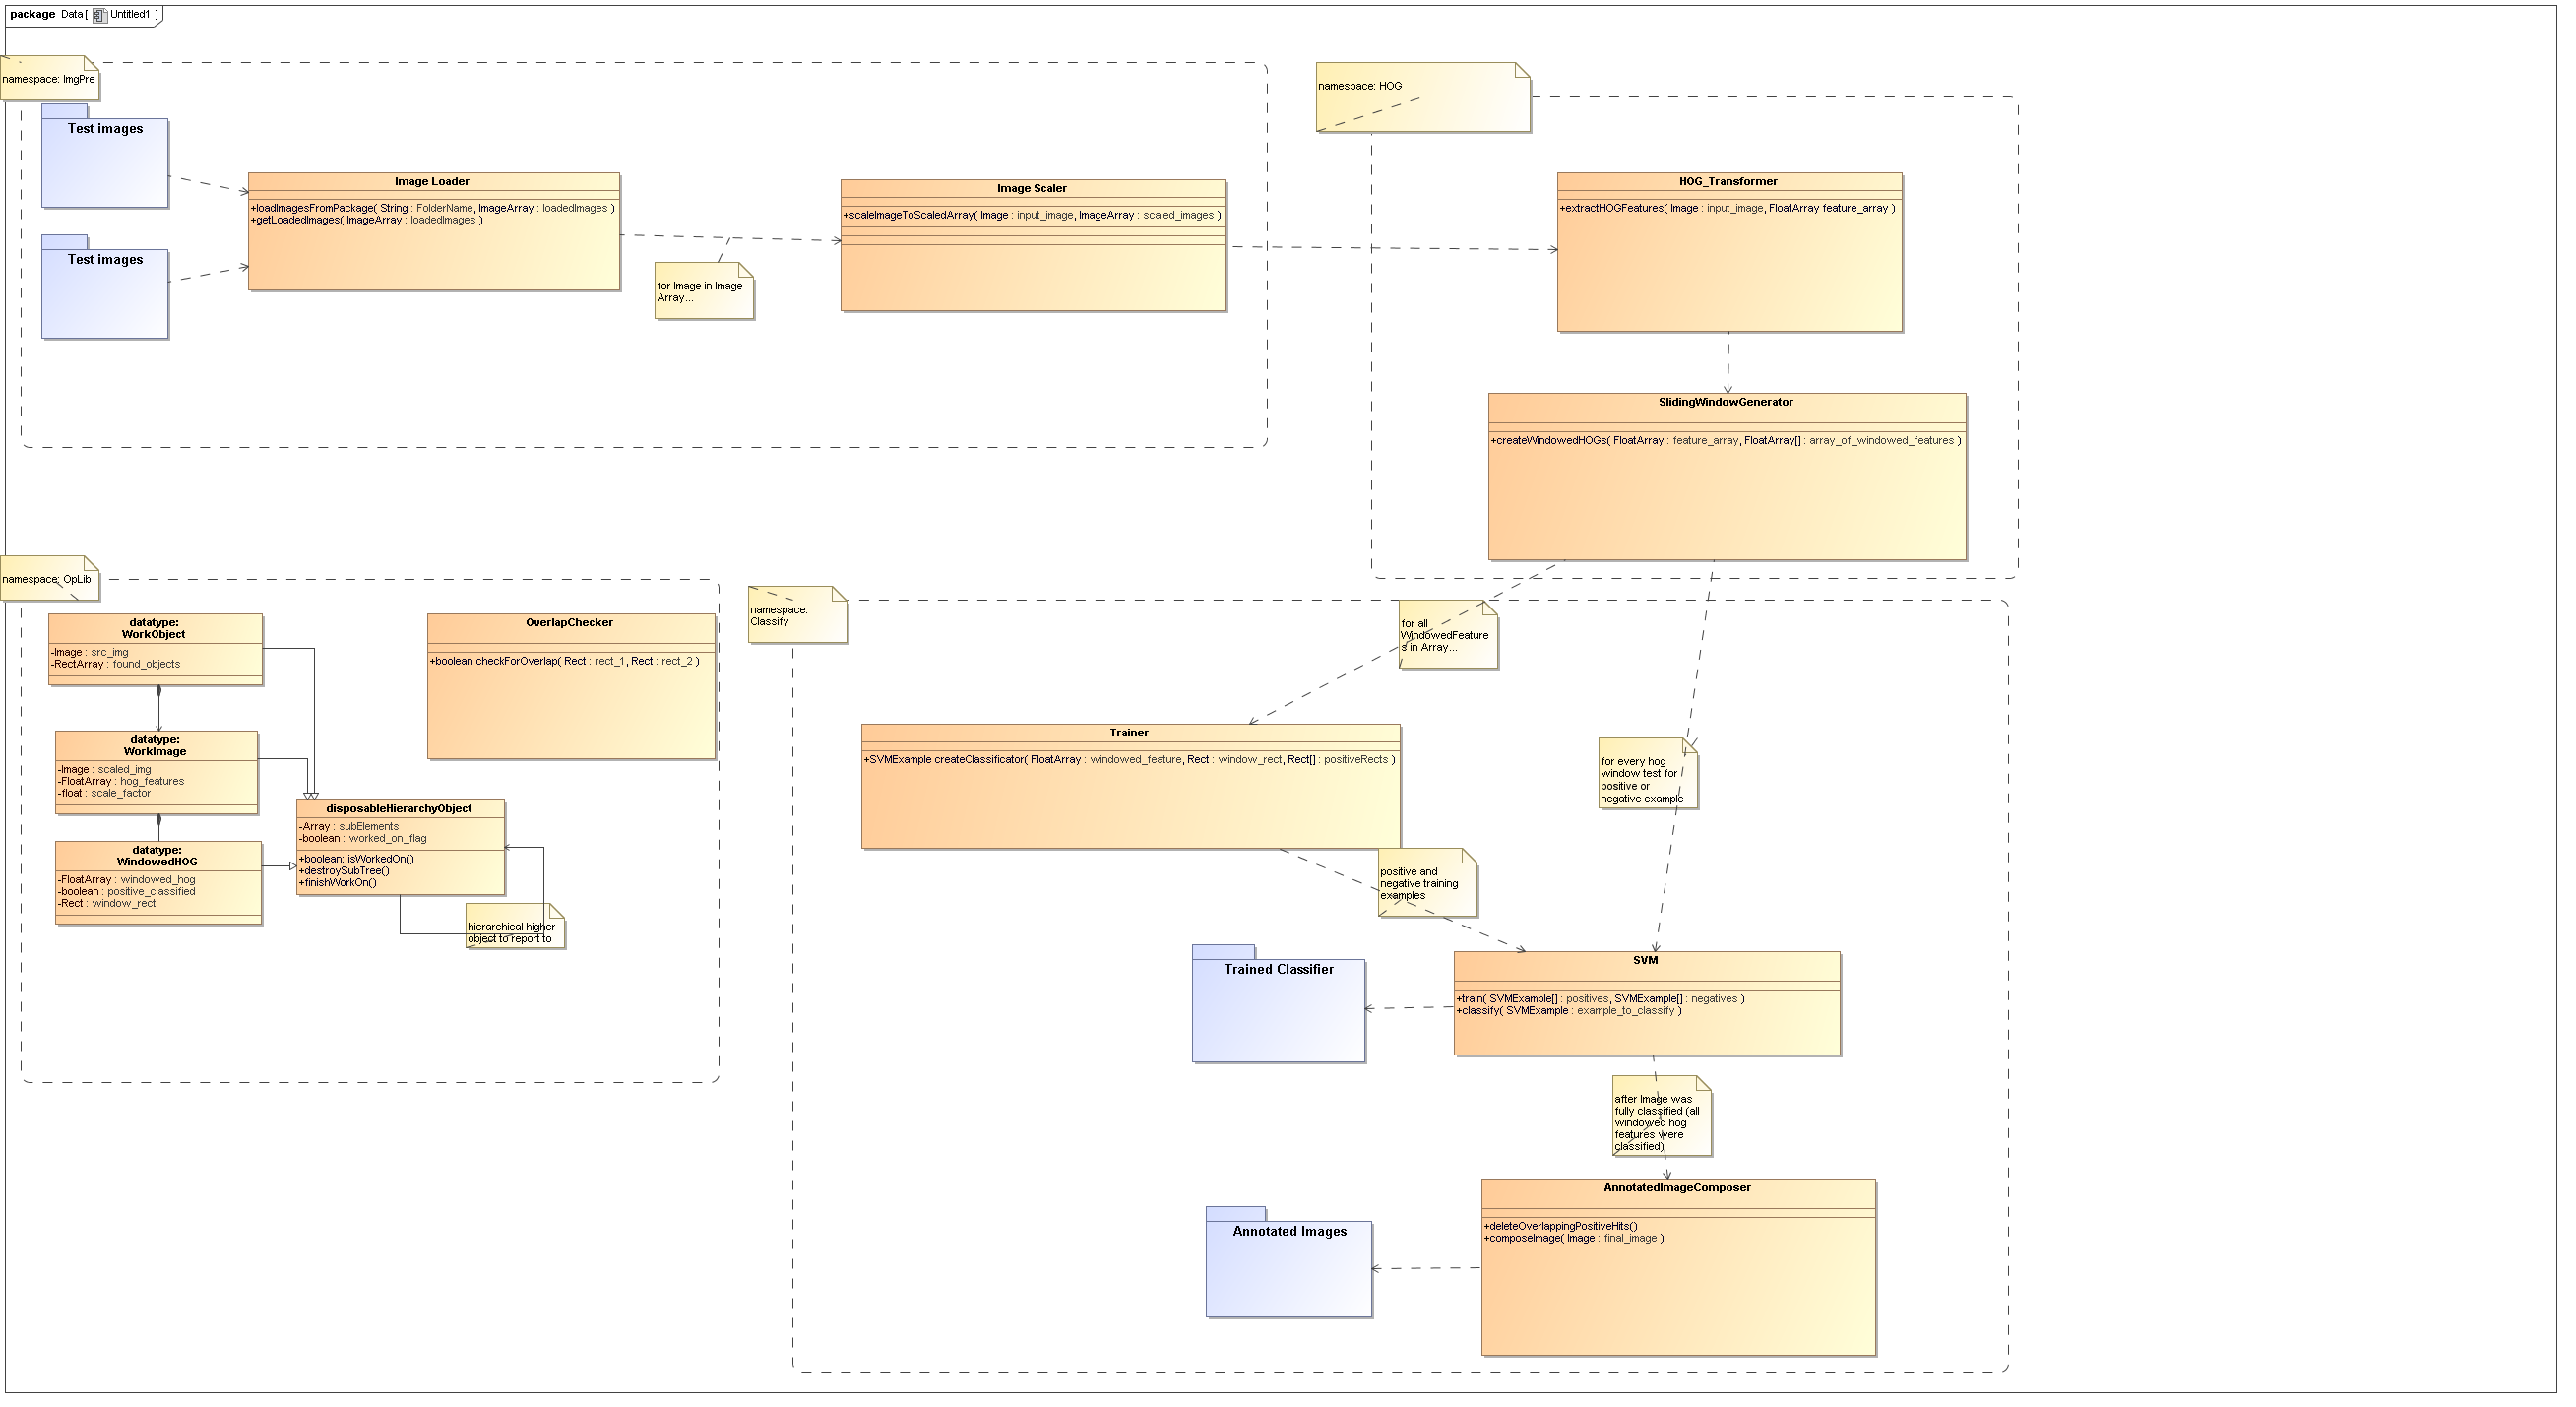 package Data [ Untitled1 ]
namespace: ImgPre
Test images
Test images
Image Loader
+loadImagesFromPackage( String : FolderName, ImageArray : loadedImages )
+getLoadedImages( ImageArray : loadedImages )
for Image in Image
Array...
Image Scaler
+scaleImageToScaledArray( Image : input_image, ImageArray : scaled_images )
namespace: HOG
HOG_Transformer
+extractHOGFeatures( Image : input_image, FloatArray feature_array )
SlidingWindowGenerator
+createWindowedHOGs( FloatArray : feature_array, FloatArray[] : array_of_windowed_features )
namespace: OpLib
datatype:
WorkObject
-Image : src_img
-RectArray : found_objects
datatype:
WorkImage
-Image : scaled_img
-FloatArray : hog_features
-float : scale_factor
datatype:
WindowedHOG
-FloatArray : windowed_hog
-boolean : positive_classified
-Rect : window_rect
OverlapChecker
+boolean checkForOverlap( Rect : rect_1, Rect : rect_2 )
disposableHierarchyObject
-Array : subElements
-boolean : worked_on_flag
+boolean: isWorkedOn()
+destroySubTree()
+finishWorkOn()
hierarchical higher
object to report to
namespace:
Classify
for all
WindowedFeature
s in Array...
Trainer
+SVMExample createClassificator( FloatArray : windowed_feature, Rect : window_rect, Rect[] : positiveRects )
for every hog
window test for
positive or
negative example
positive and
negative training
examples
Trained Classifier
SVM
+train( SVMExample[] : positives, SVMExample[] : negatives )
+classify( SVMExample : example_to_classify )
after Image was
fully classified (all
windowed hog
features were
classified)
Annotated Images
AnnotatedImageComposer
+deleteOverlappingPositiveHits()
+composeImage( Image : final_image )